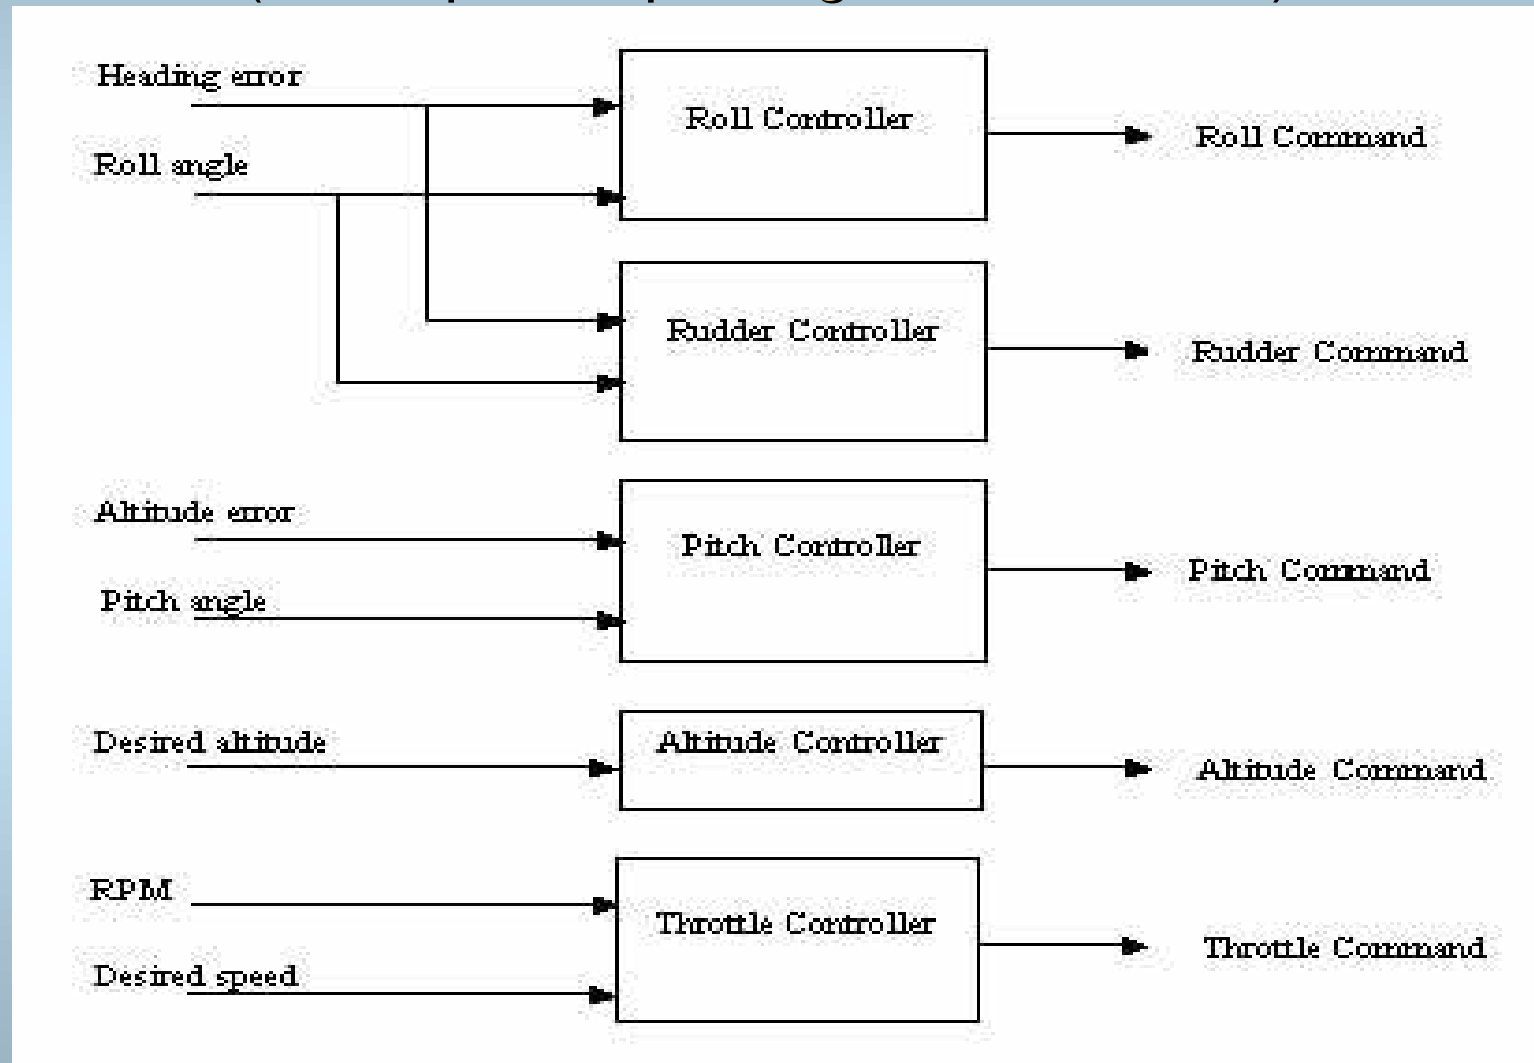 Heading error
Roll Controller
Roll Command
Roll angle
Rudder Controller
Rudder Command
Altitude error
Pitch Controller
Pitch Command
Pitch angle
Desired altitude
Altitude Controller
Altitude Command
RPM
Throttle Controller
Throttle Command
Desired speed